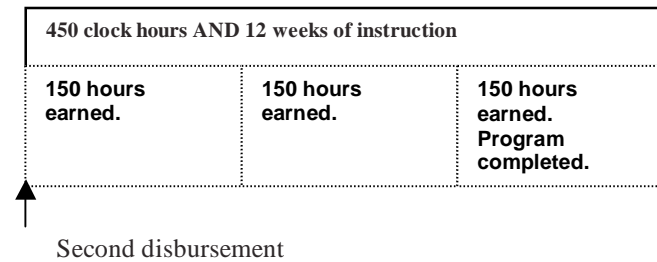 450 clock hours AND 12 weeks of instruction
150 hours
earned.
150 hours
earned.
150 hours
earned.
Program
completed.
Second disbursement